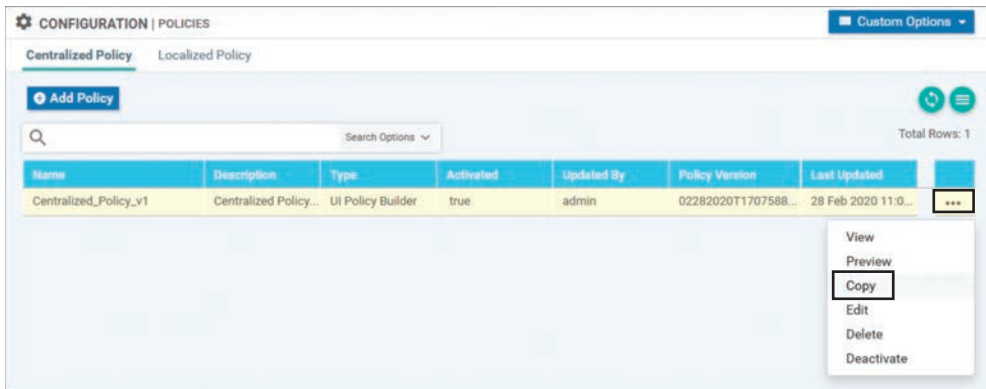 CONFIGURATION | POLICIES
Custom Options
Centralized Policy Localized Policy
Add Policy
Search Options
Total Rows: 1
Name Description Type Activated Updated By Policy Version Last Updated
Centralized_Policy_v1 Centralized Policy... UI Policy Builder true admin 02282020T1707588... 28 Feb 2020 11:0... •••
View
Preview
Copy
Edit
Delete
Deactivate